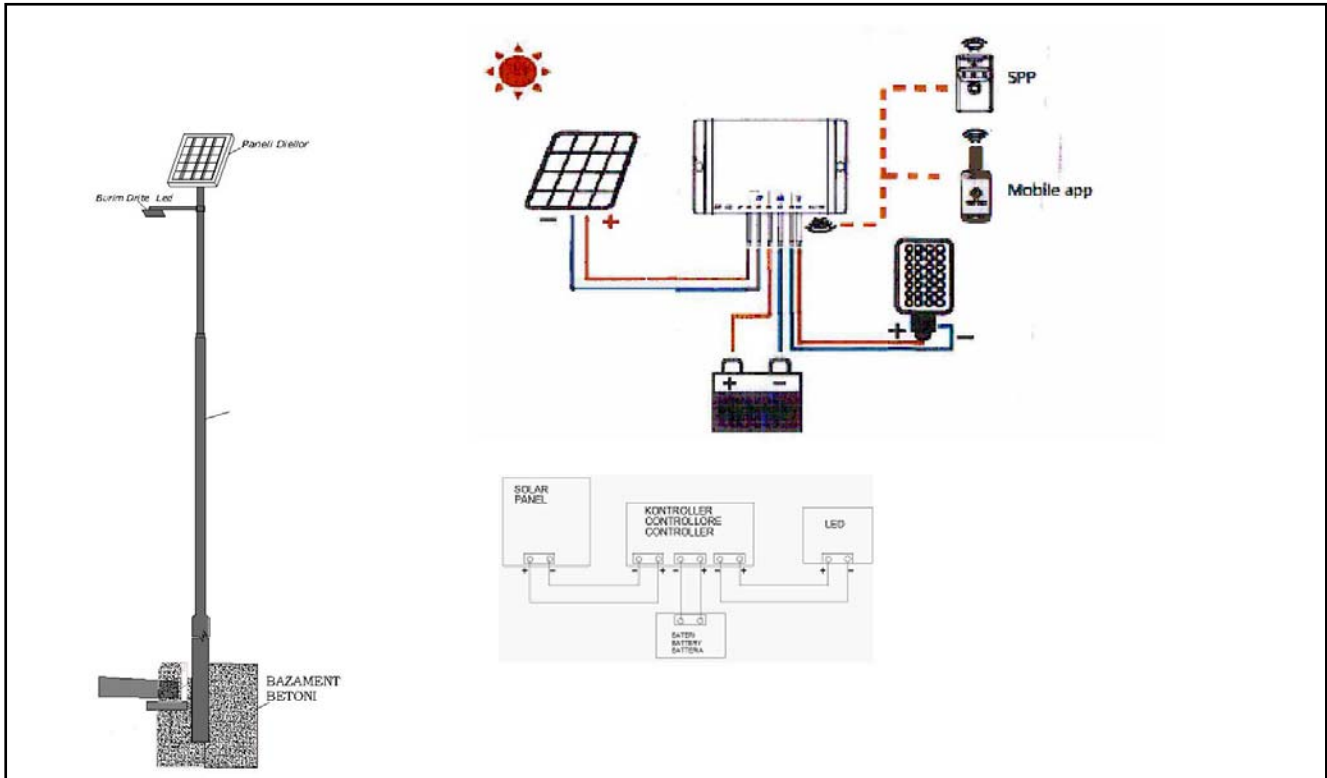 Paneli Diellor
Burim Drite Led
BAZAMENT
BETONI
SPP
Mobile app
- +
+ -
+ -
SOLAR
PANEL
KONTROLLER
CONTROLLORE
CONTROLLER
LED
+ - - + - + - + + -
BATERI
BATTERY
BATTERIA